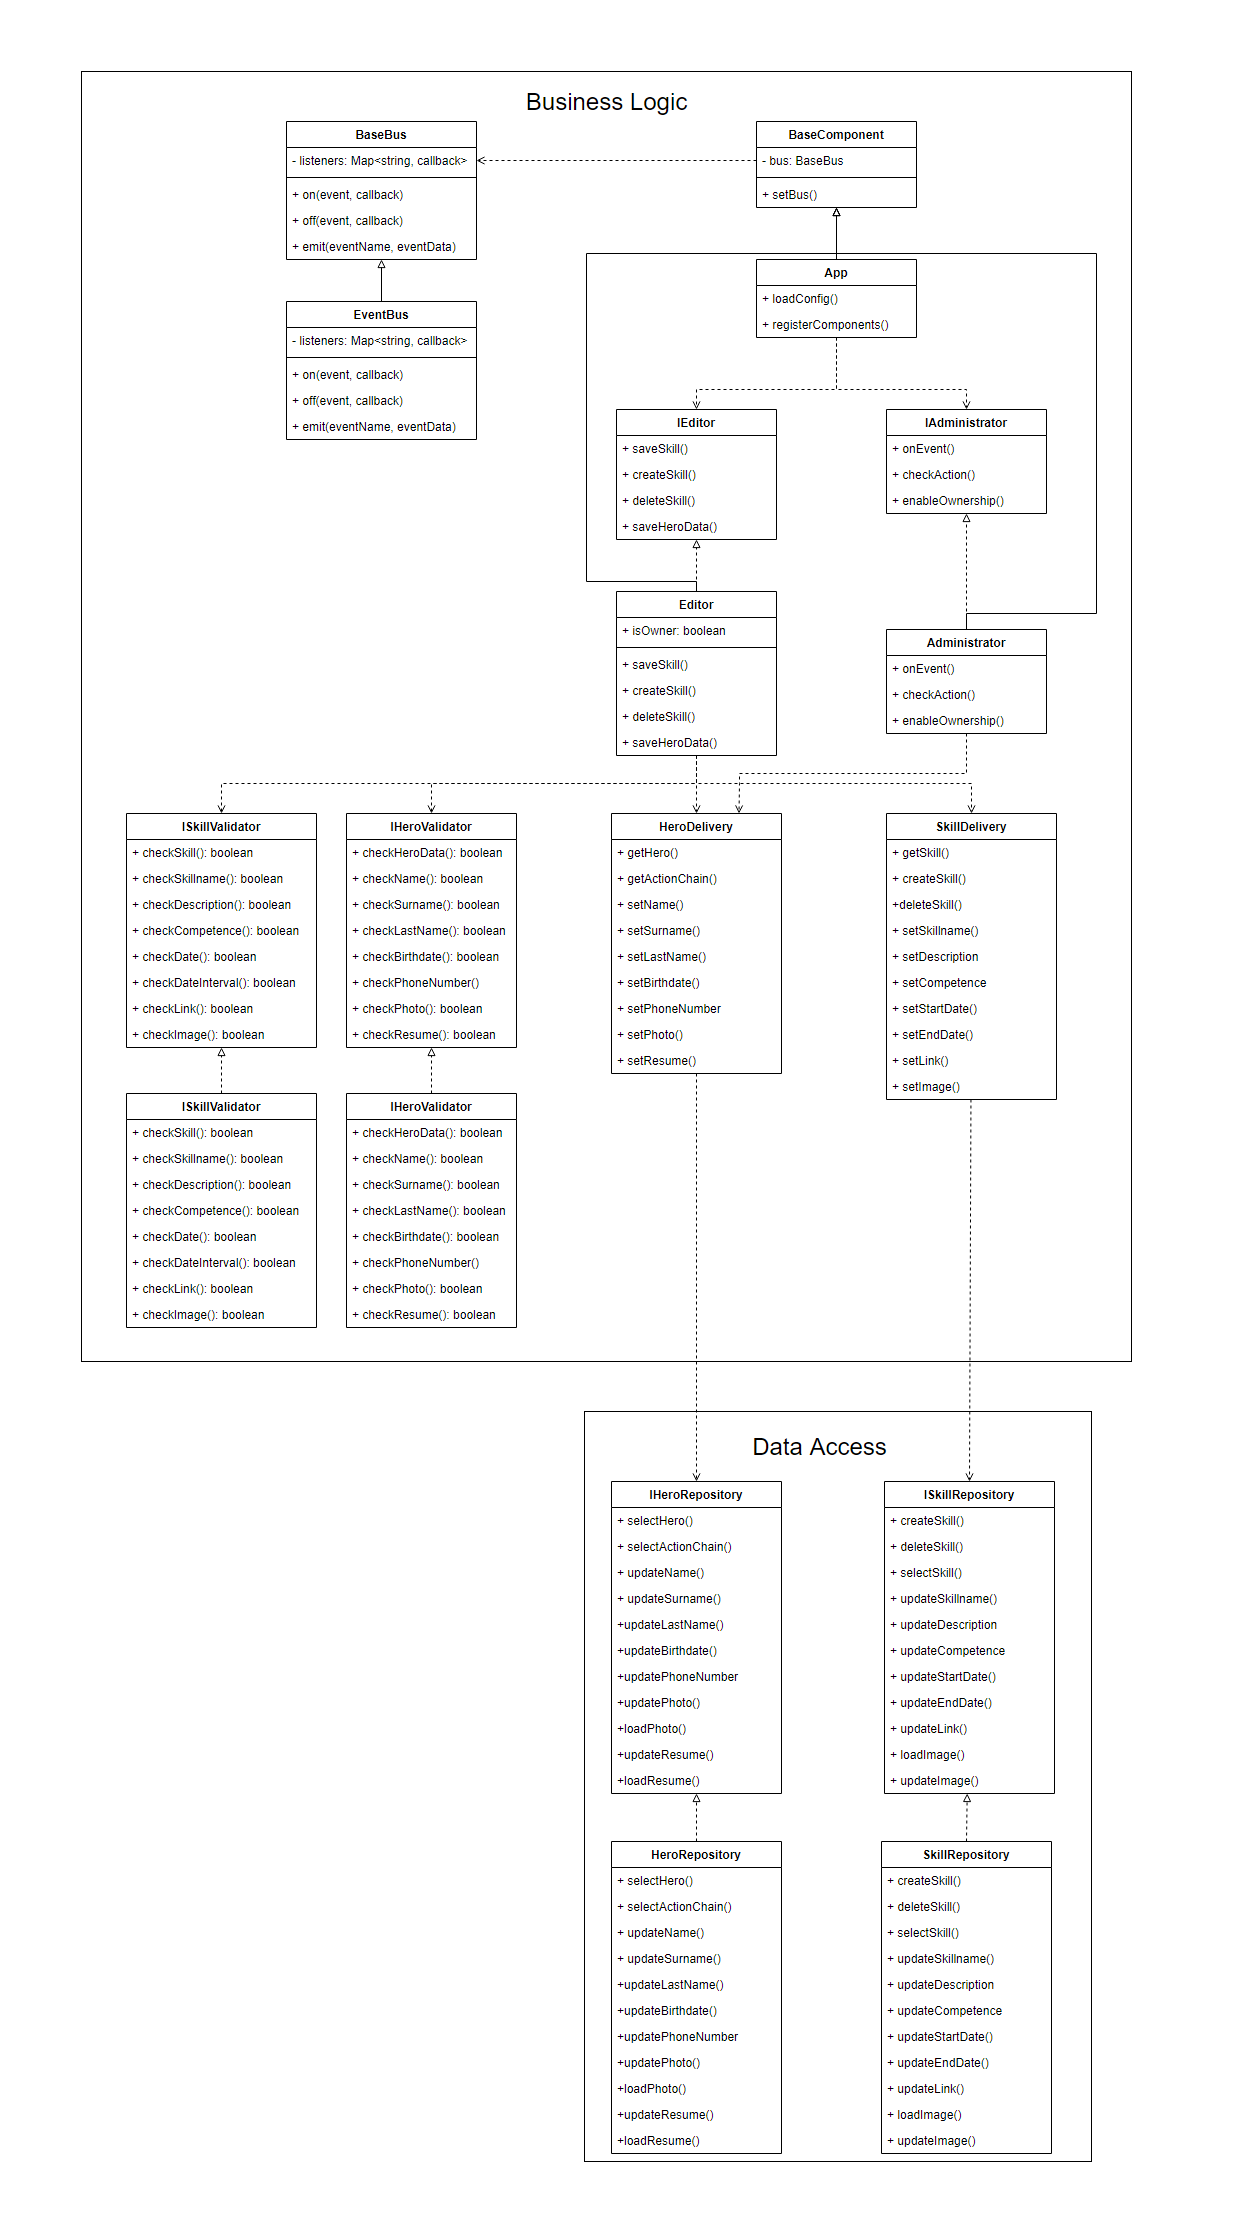 Business Logic
BaseBus
- listeners: Map<string, callback>
+ on(event, callback)
+ off(event, callback)
+ emit(eventName, eventData)
BaseComponent
- bus: BaseBus
+ setBus()
EventBus
- listeners: Map<string, callback>
+ on(event, callback)
+ off(event, callback)
+ emit(eventName, eventData)
App
+ loadConfig()
+ registerComponents()
IEditor
+ saveSkill()
+ createSkill()
+ deleteSkill()
+ saveHeroData()
IAdministrator
+ onEvent()
+ checkAction()
+ enableOwnership()
Editor
+ isOwner: boolean
+ saveSkill()
+ createSkill()
+ deleteSkill()
+ saveHeroData()
Administrator
+ onEvent()
+ checkAction()
+ enableOwnership()
ISkillValidator
+ checkSkill(): boolean
+ checkSkillname(): boolean
+ checkDescription(): boolean
+ checkCompetence(): boolean
+ checkDate(): boolean
+ checkDateInterval(): boolean
+ checkLink(): boolean
+ checkImage(): boolean
IHeroValidator
+ checkHeroData(): boolean
+ checkName(): boolean
+ checkSurname(): boolean
+ checkLastName(): boolean
+ checkBirthdate(): boolean
+ checkPhoneNumber()
+ checkPhoto(): boolean
+ checkResume(): boolean
HeroDelivery
+ getHero()
+ getActionChain()
+ setName()
+ setSurname()
+ setLastName()
+ setBirthdate()
+ setPhoneNumber
+ setPhoto()
+ setResume()
SkillDelivery
+ getSkill()
+ createSkill()
+deleteSkill()
+ setSkillname()
+ setDescription
+ setCompetence
+ setStartDate()
+ setEndDate()
+ setLink()
+ setImage()
ISkillValidator
+ checkSkill(): boolean
+ checkSkillname(): boolean
+ checkDescription(): boolean
+ checkCompetence(): boolean
+ checkDate(): boolean
+ checkDateInterval(): boolean
+ checkLink(): boolean
+ checkImage(): boolean
IHeroValidator
+ checkHeroData(): boolean
+ checkName(): boolean
+ checkSurname(): boolean
+ checkLastName(): boolean
+ checkBirthdate(): boolean
+ checkPhoneNumber()
+ checkPhoto(): boolean
+ checkResume(): boolean
Data Access
IHeroRepository
+ selectHero()
+ selectActionChain()
+ updateName()
+ updateSurname()
+updateLastName()
+updateBirthdate()
+updatePhoneNumber
+updatePhoto()
+loadPhoto()
+updateResume()
+loadResume()
ISkillRepository
+ createSkill()
+ deleteSkill()
+ selectSkill()
+ updateSkillname()
+ updateDescription
+ updateCompetence
+ updateStartDate()
+ updateEndDate()
+ updateLink()
+ loadImage()
+ updateImage()
HeroRepository
+ selectHero()
+ selectActionChain()
+ updateName()
+ updateSurname()
+updateLastName()
+updateBirthdate()
+updatePhoneNumber
+updatePhoto()
+loadPhoto()
+updateResume()
+loadResume()
SkillRepository
+ createSkill()
+ deleteSkill()
+ selectSkill()
+ updateSkillname()
+ updateDescription
+ updateCompetence
+ updateStartDate()
+ updateEndDate()
+ updateLink()
+ loadImage()
+ updateImage()